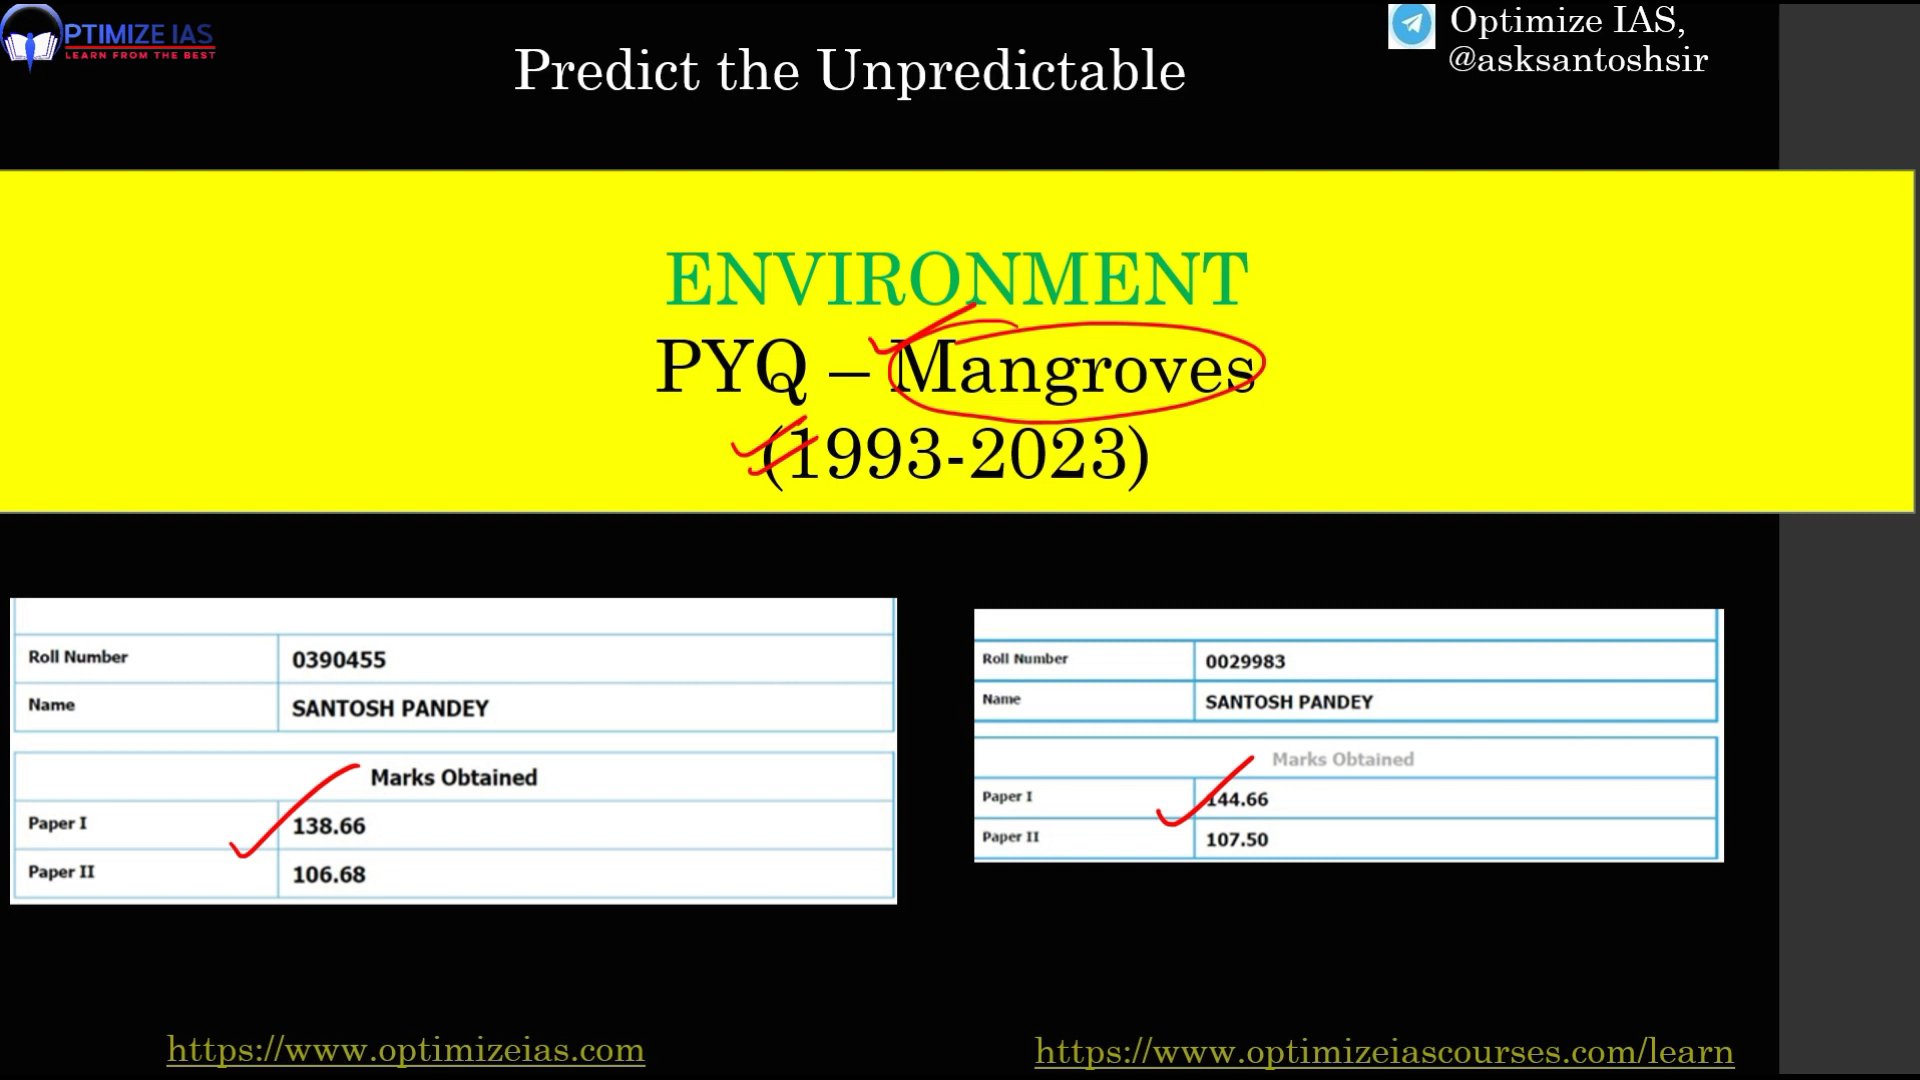 PTIMIZE IAS
LEARN FROM THE BEST
Predict the Unpredictable
Optimize IAS,
@asksantoshsir
ENVIRONMENT
PYQ – Mangroves
(1993-2023)
Roll Number 0390455
Name SANTOSH PANDEY
Marks Obtained
Paper I 138.66
Paper II 106.68
Roll Number 0029983
Name SANTOSH PANDEY
Marks Obtained
Paper I 144.66
Paper II 107.50
https://www.optimizeias.com
https://www.optimizeiascourses.com/learn